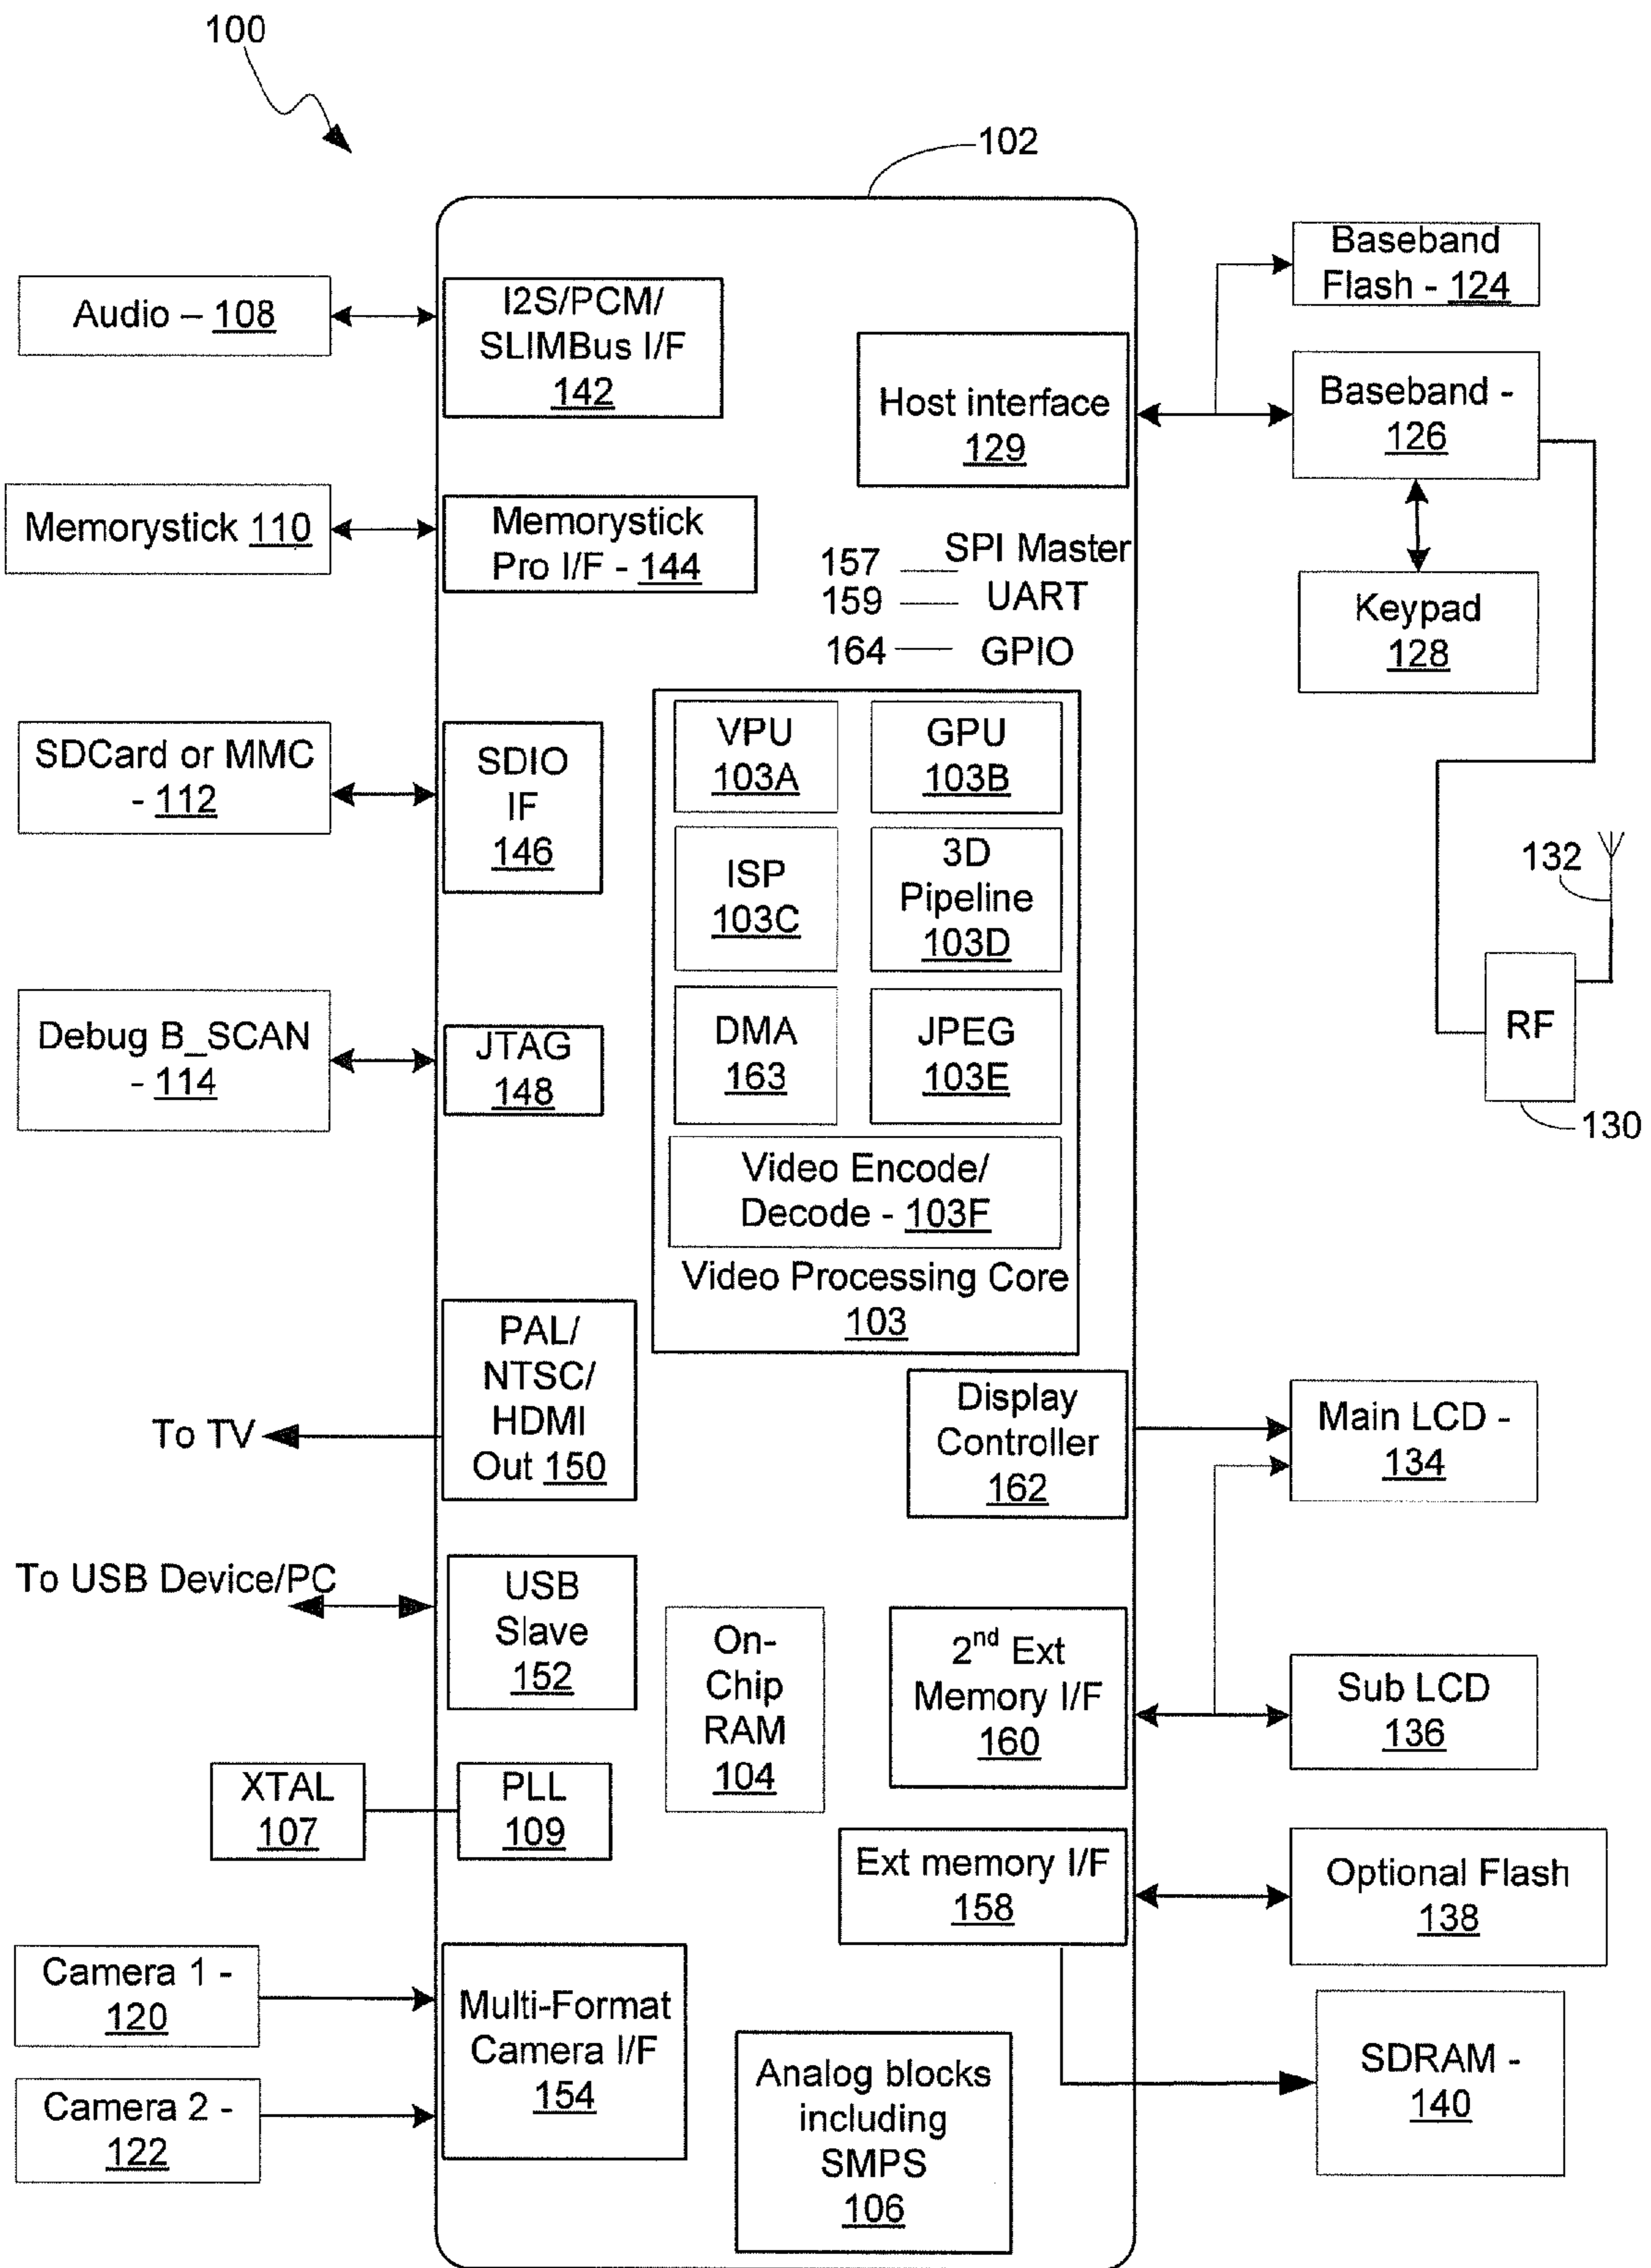 100
102
Audio – 108
I2S/PCM/
SLIMBus I/F
142
Baseband
Flash - 124
Host interface
129
Baseband -
126
Memorystick 110
Memorystick
Pro I/F - 144
157
SPI Master
159
UART
164
GPIO
Keypad
128
SDCard or MMC
- 112
SDIO
IF
146
VPU
103A
GPU
103B
ISP
103C
3D
Pipeline
103D
132
Debug B_SCAN
- 114
JTAG
148
DMA
163
JPEG
103E
RF
130
Video Encode/
Decode - 103F
Video Processing Core
103
To TV
PAL/
NTSC/
HDMI
Out 150
Display
Controller
162
Main LCD -
134
To USB Device/PC
USB
Slave
152
On-
Chip
RAM
104
2nd Ext
Memory I/F
160
Sub LCD
136
XTAL
107
PLL
109
Ext memory I/F
158
Optional Flash
138
Camera 1 -
120
Multi-Format
Camera I/F
154
Camera 2 -
122
Analog blocks
including
SMPS
106
SDRAM -
140